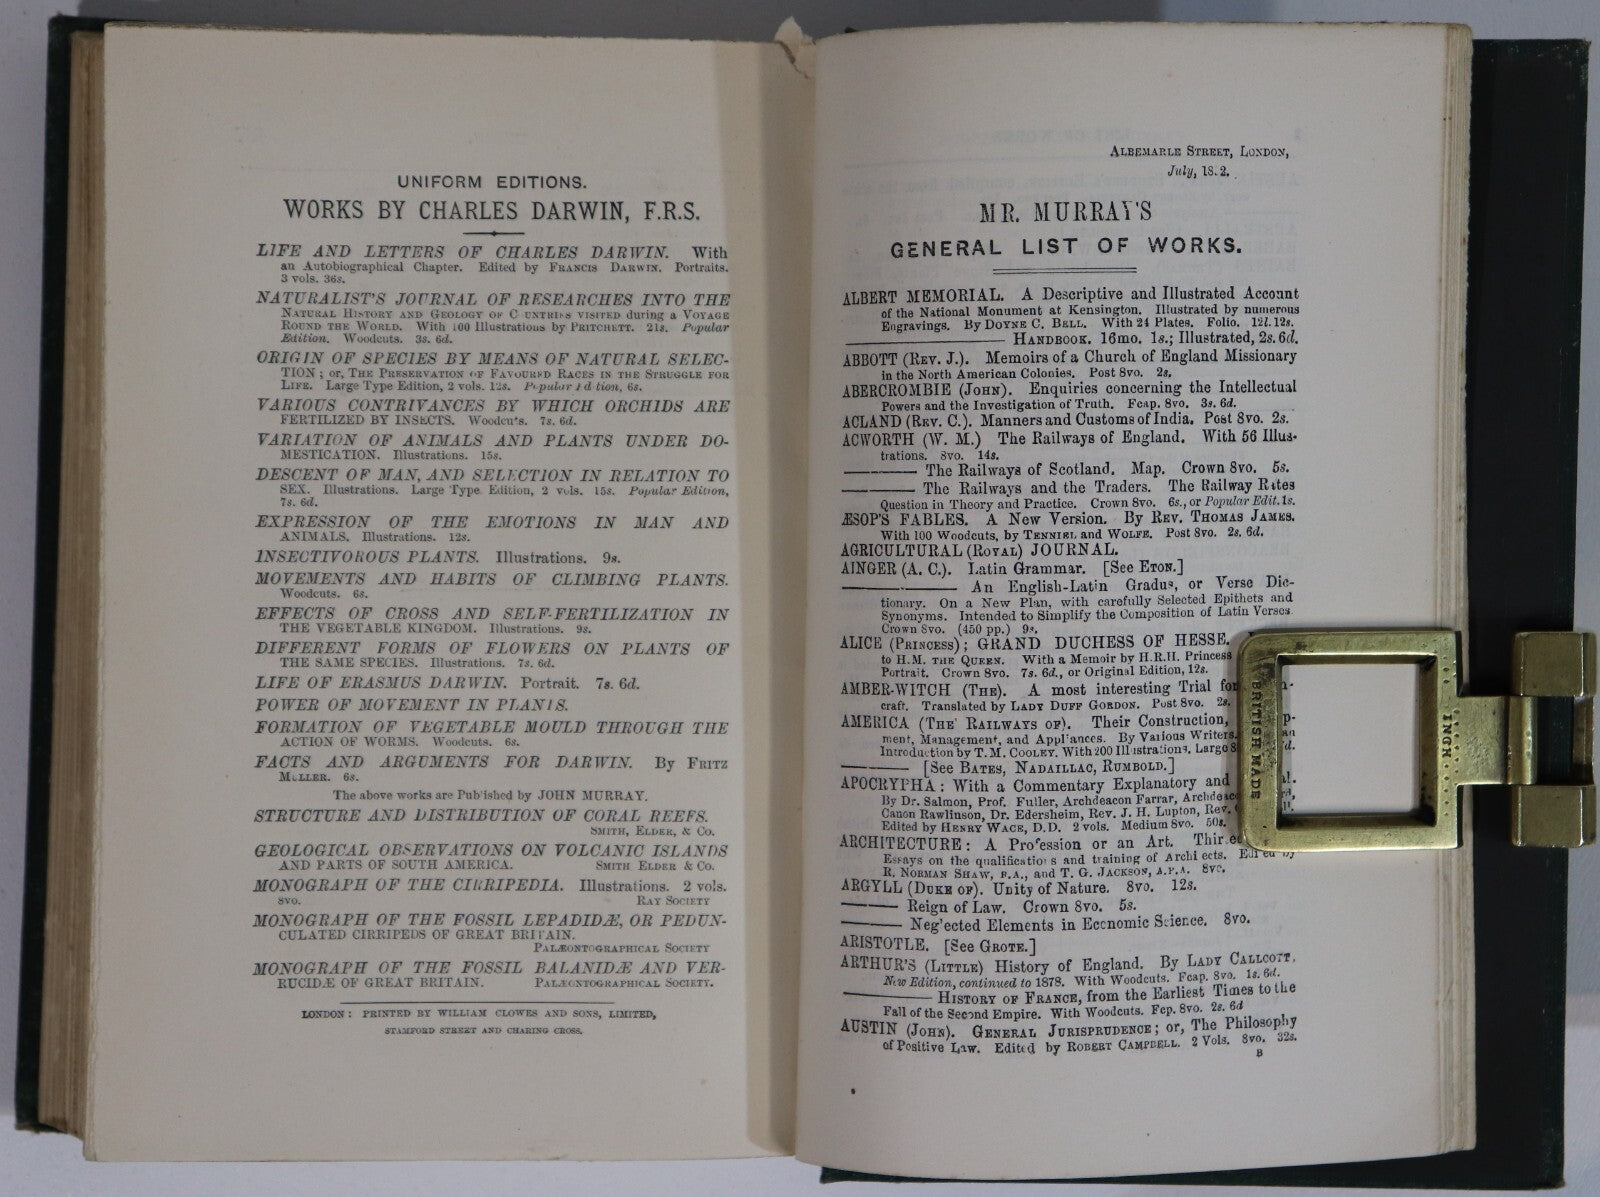 UNIFORM EDITIONS.
WORKS BY CHARLES DARWIN, F.R.S.
LIFE AND LETTERS OF CHARLES DARWIN. With
an Autobiographical Chapter. Edited by FRANCIS DARWIN. Portraits.
3 vols. 36s.
NATURALIST'S JOURNAL OF RESEARCHES INTO THE
NATURAL HISTORY AND GEOLOGY OF C UNTRIES VISITED during a VOYAGE
ROUND THE WORLD. With 100 Illustrations by PRITCHETT. 21s. Popular
Edition. Woodcuts. 3s. 6d.
ORIGIN OF SPECIES BY MEANS OF NATURAL SELEC-
TION; or, THE PRESERVATION OF FAVOURED RACES IN THE STRUGGLE FOR
LIFE. Large Type Edition, 2 vols. 12s. Popular Edition, 6s.
VARIOUS CONTRIVANCES BY WHICH ORCHIDS ARE
FERTILIZED BY INSECTS. Woodcuts. 7s. 6d.
VARIATION OF ANIMALS AND PLANTS UNDER DO-
MESTICATION. Illustrations. 15s.
DESCENT OF MAN, AND SELECTION IN RELATION TO
SEX. Illustrations. Large Type Edition, 2 vols. 15s. Popular Edition,
7s. 6d.
EXPRESSION OF THE EMOTIONS IN MAN AND
ANIMALS. Illustrations. 12s.
INSECTIVOROUS PLANTS. Illustrations. 9s.
MOVEMENTS AND HABITS OF CLIMBING PLANTS.
Woodcuts. 6s.
EFFECTS OF CROSS AND SELF-FERTILIZATION IN
THE VEGETABLE KINGDOM. Illustrations. 9s.
DIFFERENT FORMS OF FLOWERS ON PLANTS OF
THE SAME SPECIES. Illustrations. 7s. 6d.
LIFE OF ERASMUS DARWIN. Portrait. 7s. 6d.
POWER OF MOVEMENT IN PLANTS.
FORMATION OF VEGETABLE MOULD THROUGH THE
ACTION OF WORMS. Woodcuts. 6s.
FACTS AND ARGUMENTS FOR DARWIN. By FRITZ
MULLER. 6s.
The above works are Published by JOHN MURRAY.
STRUCTURE AND DISTRIBUTION OF CORAL REEFS.
SMITH, ELDER, & Co.
GEOLOGICAL OBSERVATIONS ON VOLCANIC ISLANDS
AND PARTS OF SOUTH AMERICA. SMITH ELDER & Co.
MONOGRAPH OF THE CIRRIPEDIA. Illustrations. 2 vols.
8vo. RAY SOCIETY
MONOGRAPH OF THE FOSSIL LEPADIDÆ, OR PEDUN-
CULATED CIRRIPEDS OF GREAT BRITAIN.
PALÆONTOGRAPHICAL SOCIETY
MONOGRAPH OF THE FOSSIL BALANIDÆ AND VER-
RUCIDÆ OF GREAT BRITAIN. PALÆONTOGRAPHICAL SOCIETY.
LONDON: PRINTED BY WILLIAM CLOWES AND SONS, LIMITED,
STAMFORD STREET AND CHARING CROSS.
ALBEMARLE STREET, LONDON,
July, 18 2.
MR. MURRAY'S
GENERAL LIST OF WORKS.
ALBERT MEMORIAL. A Descriptive and Illustrated Account
of the National Monument at Kensington. Illustrated by numerous
Engravings. By DOYNE C. BELL. With 24 Plates. Folio. 12l. 12s.
——— HANDBOOK. 16mo. 1s.; Illustrated, 2s. 6d.
ABBOTT (REV. J.). Memoirs of a Church of England Missionary
in the North American Colonies. Post 8vo. 2s.
ABERCROMBIE (JOHN). Enquiries concerning the Intellectual
Powers and the Investigation of Truth. Fcap. 8vo. 3s. 6d.
ACLAND (REV. C.). Manners and Customs of India. Post 8vo. 2s.
ACWORTH (W. M.) The Railways of England. With 56 Illus-
trations. 8vo. 14s.
——— The Railways of Scotland. Map. Crown 8vo. 5s.
——— The Railways and the Traders. The Railway Rates
Question in Theory and Practice. Crown 8vo. 6s., or Popular Edit. 1s.
ÆSOP'S FABLES. A New Version. By REV. THOMAS JAMES.
With 100 Woodcuts, by TENNIEL and WOLFE. Post 8vo. 2s. 6d.
AGRICULTURAL (ROYAL) JOURNAL.
AINGER (A. C.). Latin Grammar. [See ETON.]
——— An English-Latin Gradus, or Verse Dic-
tionary. On a New Plan, with carefully Selected Epithets and
Synonyms. Intended to Simplify the Composition of Latin Verses.
Crown 8vo. (450 pp.) 9s.
ALICE (PRINCESS); GRAND DUCHESS OF HESSE.
to H.M. THE QUEEN. With a Memoir by H.R.H. Princess
Portrait. Crown 8vo. 7s. 6d., or Original Edition, 12s.
AMBER-WITCH (THE). A most interesting Trial for
craft. Translated by LADY DUFF GORDON. Post 8vo. 2s.
AMERICA (THE RAILWAYS OF). Their Construction,
ment, Management, and Appliances. By Various Writers.
Introduction by T. M. COOLEY. With 200 Illustrations. Large 8
——— [See BATES, NADAILLAC, RUMBOLD.]
APOCRYPHA: With a Commentary Explanatory and
By Dr. Salmon, Prof. Fuller, Archdeacon Farrar,
Canon Rawlinson, Dr. Edersheim, Rev. J. H. Lupton, Rev.
Edited by HENRY WACE, D.D. 2 vols. Medium 8vo. 50s.
ARCHITECTURE: A Profession or an Art. Thirteen
Essays on the qualifications and training of Architects. Edited by
R. NORMAN SHAW, R.A., and T. G. JACKSON, A.R.A. 8vo.
ARGYLL (DUKE OF). Unity of Nature. 8vo. 12s.
——— Reign of Law. Crown 8vo. 5s.
——— Neglected Elements in Economic Science. 8vo.
ARISTOTLE. [See GROTE.]
ARTHUR'S (LITTLE) History of England. By LADY CALLCOTT.
New Edition, continued to 1878. With Woodcuts. Fcap. 8vo. 1s. 6d.
——— HISTORY OF FRANCE, from the Earliest Times to the
Fall of the Second Empire. With Woodcuts. Fcp. 8vo. 2s. 6d
AUSTIN (JOHN). GENERAL JURISPRUDENCE; or, The Philosophy
of Positive Law. Edited by ROBERT CAMPBELL. 2 Vols. 8vo. 32s.
B
BRITISH MADE